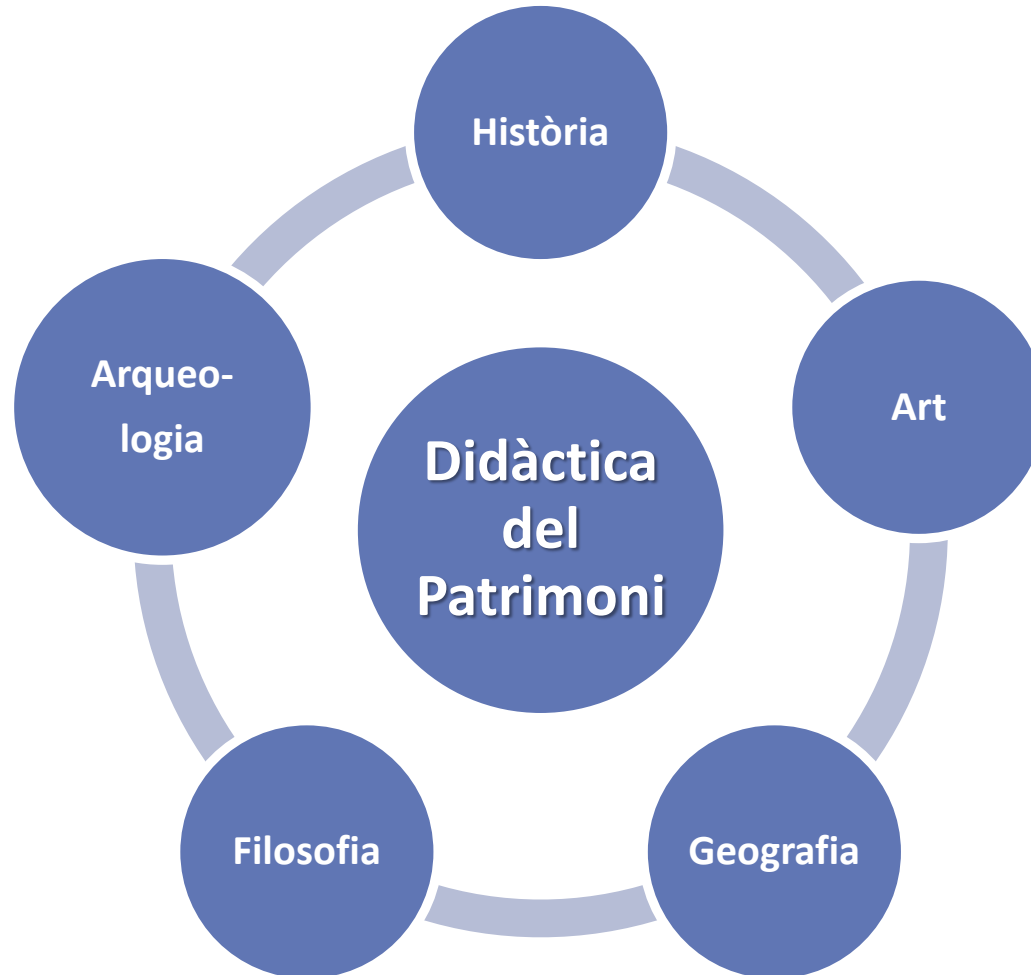 Història
Art
Geografia
Filosofia
Arqueo-
logia
Didàctica
del
Patrimoni